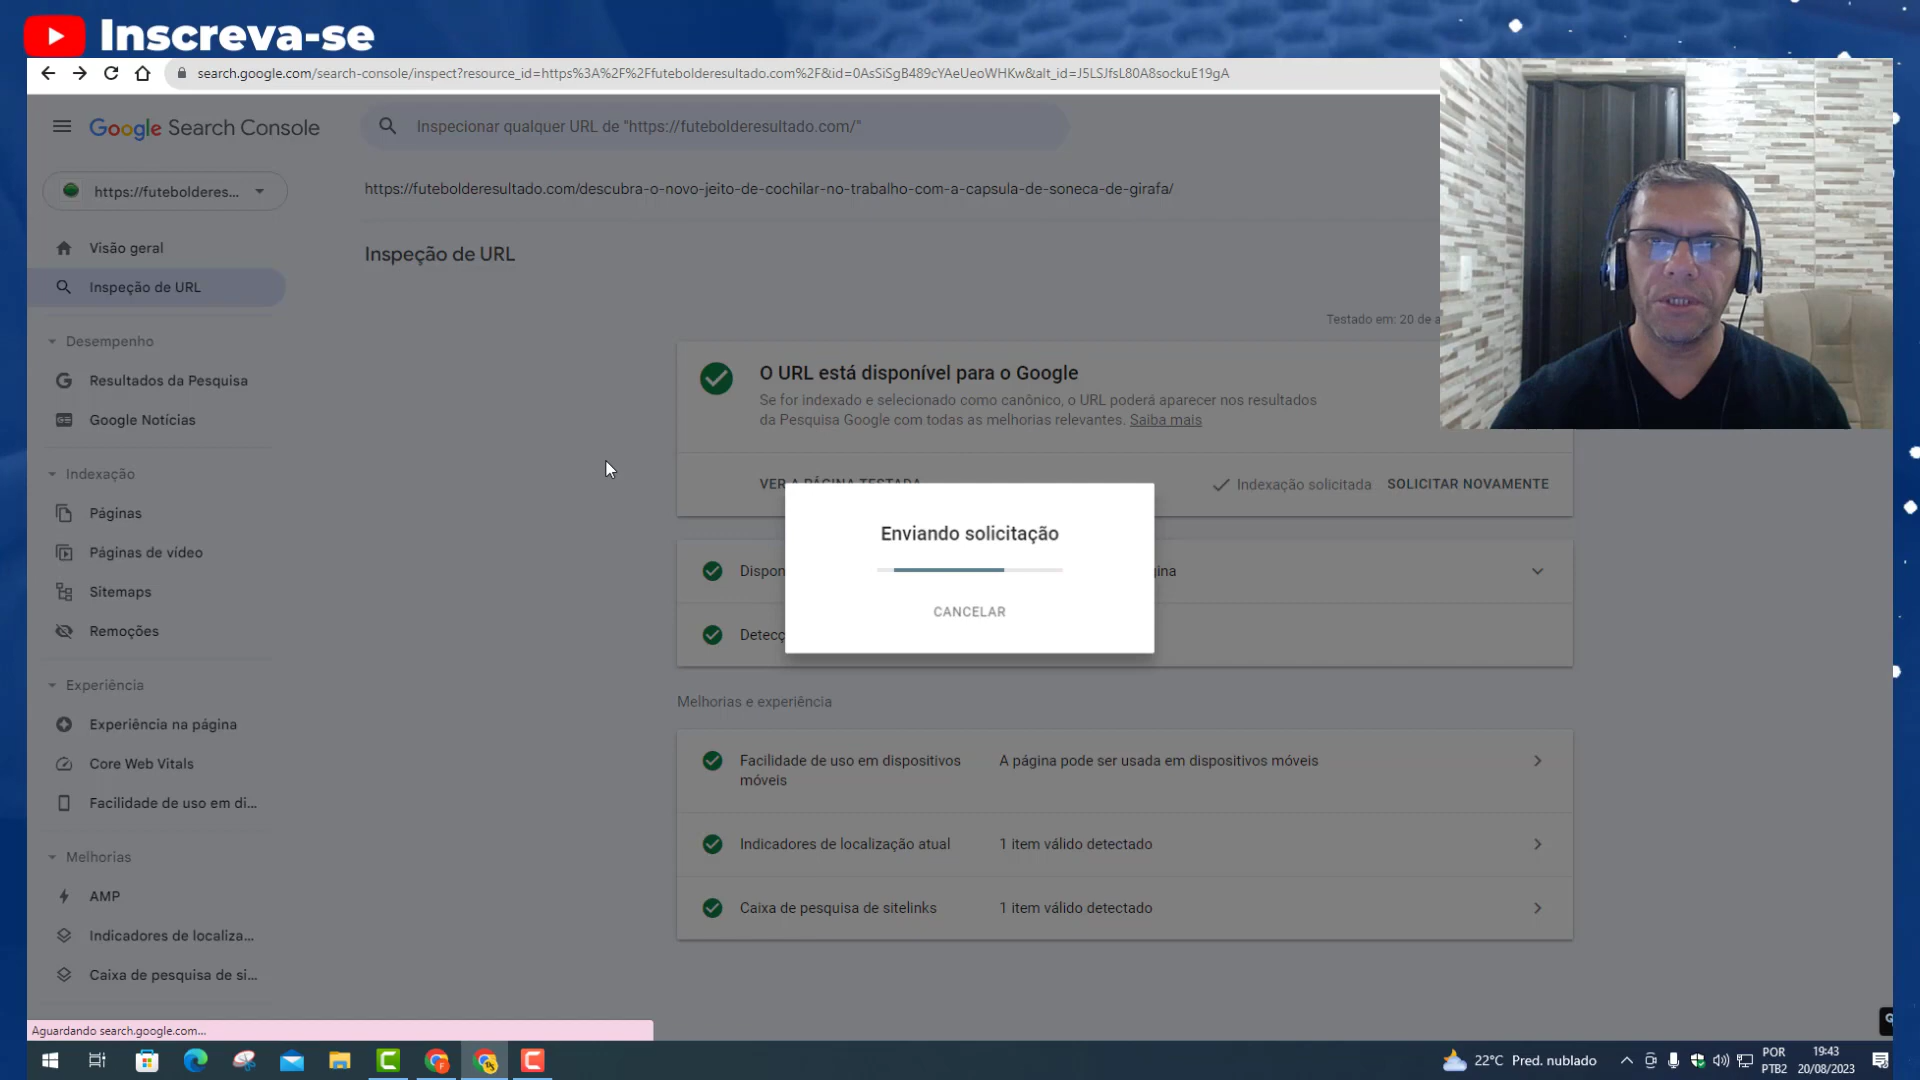 Inscreva-se
search.google.com/search-console/inspect?resource_id=https%3A%2F%2Ffutebolderesultado.com%2F&id=0AsSiSgB489cYAeUeoWHKw&alt_id=J5LSJfsL80A8sockuE19gA
Google Search Console
Inspecionar qualquer URL de "https://futebolderesultado.com/"
https://futebolderes...
https://futebolderesultado.com/descubra-o-novo-jeito-de-cochilar-no-trabalho-com-a-capsula-de-soneca-de-girafa/
Visão geral
Inspeção de URL
Inspeção de URL
Testado em: 20 de a
Desempenho
Resultados da Pesquisa
Google Notícias
O URL está disponível para o Google
Se for indexado e selecionado como canônico, o URL poderá aparecer nos resultados
da Pesquisa Google com todas as melhorias relevantes. Saiba mais
VER A PÁGINA TESTADA
Indexação solicitada
SOLICITAR NOVAMENTE
Indexação
Páginas
Páginas de vídeo
Sitemaps
Remoções
Enviando solicitação
CANCELAR
Dispon
gina
Detecç
Experiência
Experiência na página
Core Web Vitals
Facilidade de uso em di...
Melhorias e experiência
Facilidade de uso em dispositivos
móveis
A página pode ser usada em dispositivos móveis
Indicadores de localização atual
1 item válido detectado
Caixa de pesquisa de sitelinks
1 item válido detectado
Melhorias
AMP
Indicadores de localiza...
Caixa de pesquisa de si...
Aguardando search.google.com...
22°C Pred. nublado
POR
PTB2
19:43
20/08/2023